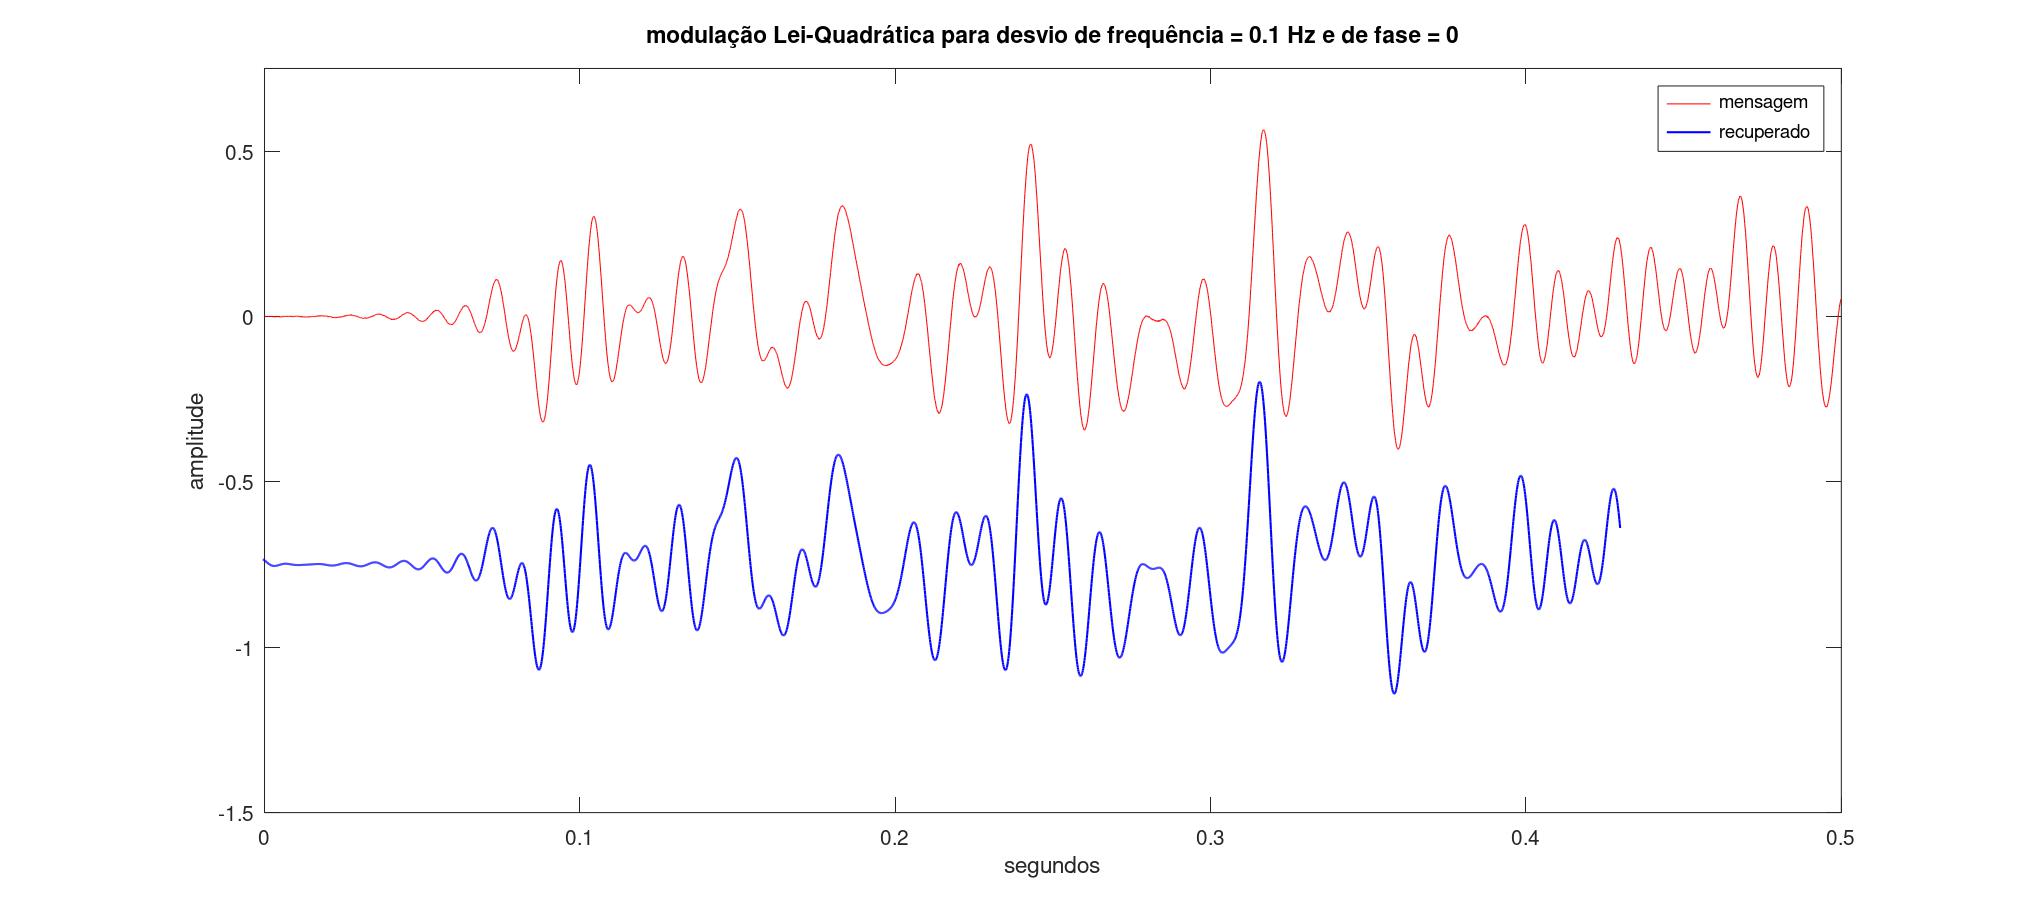 modulação Lei-Quadrática para desvio de frequência = 0.1 Hz e de fase = 0
mensagem
recuperado
0.5
0
-0.5
-1
-1.5
amplitude
0
0.1
0.2
0.3
0.4
0.5
segundos